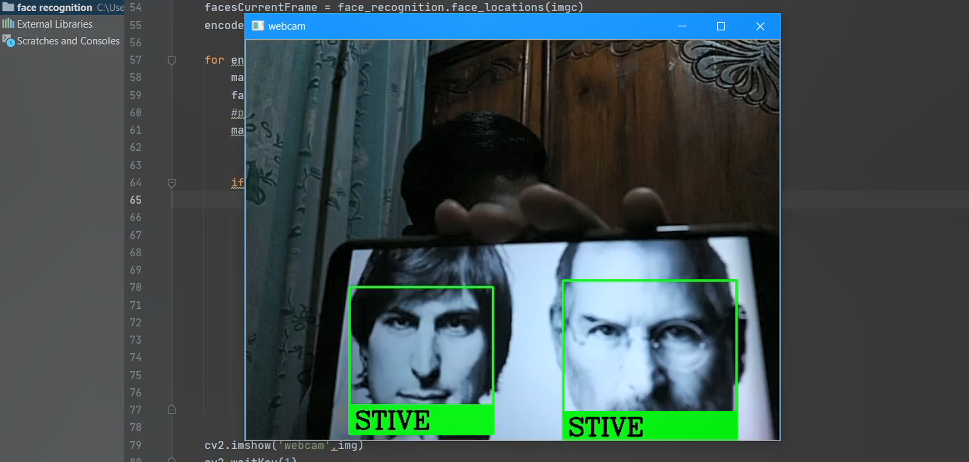 face recognition C:\Use
External Libraries
Scratches and Consoles
54 facesCurrentFrame = face_recognition.face_locations(imgc)
55 encode
56
57 for en
58 ma
59 fa
60 #p
61 ma
62
63
64 if
65
66
67
68
69
70
71
72
73
74
75
76
77
78
79 cv2.imshow('webcam',img)
80 cv2.waitKey(1)
webcam
STIVE
STIVE